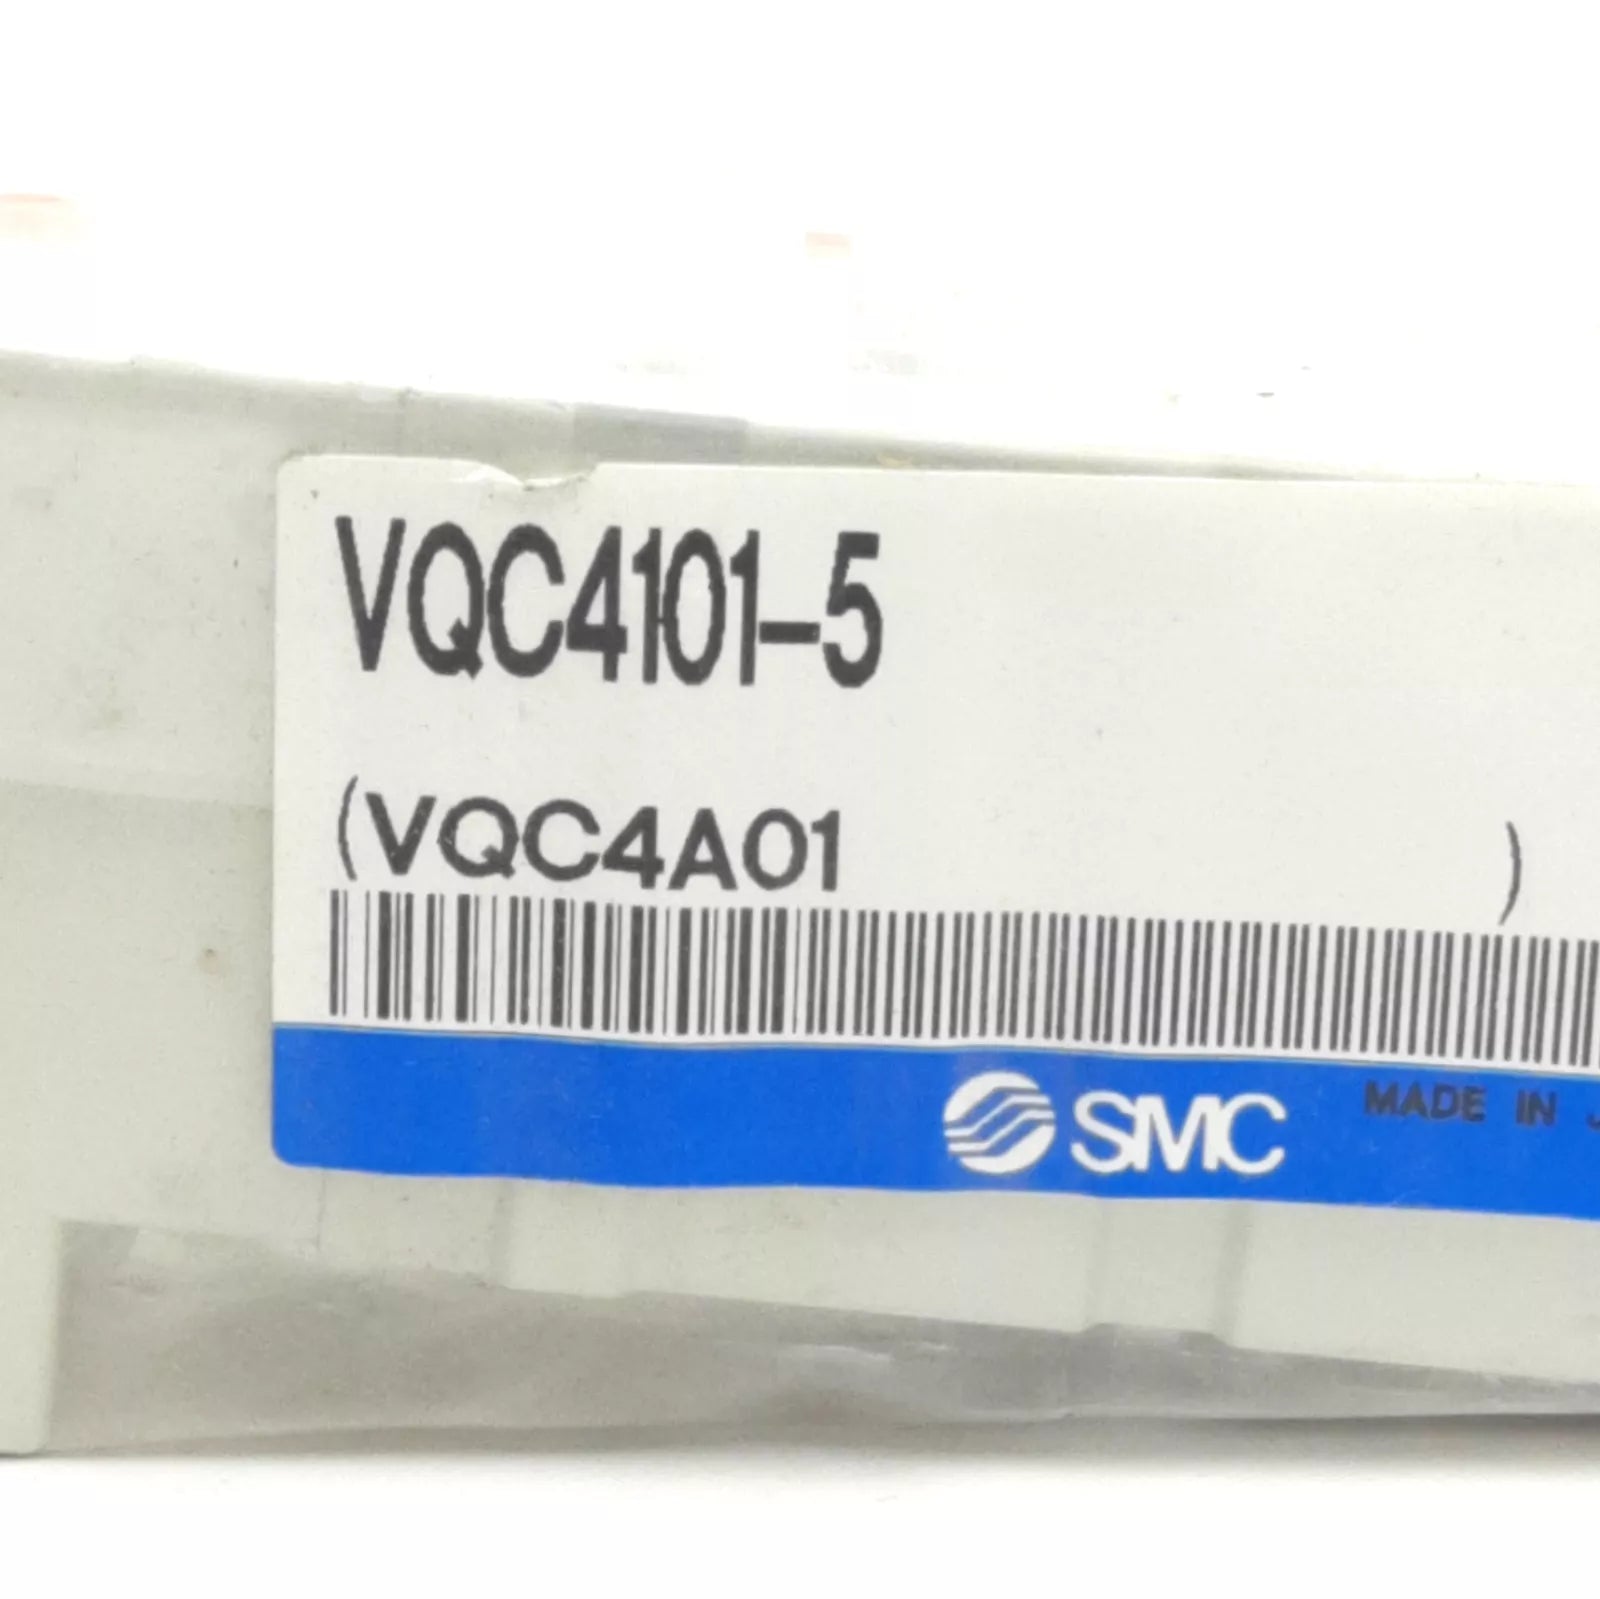 VQC4101-5
(VQC4A01 )
SMC MADE IN